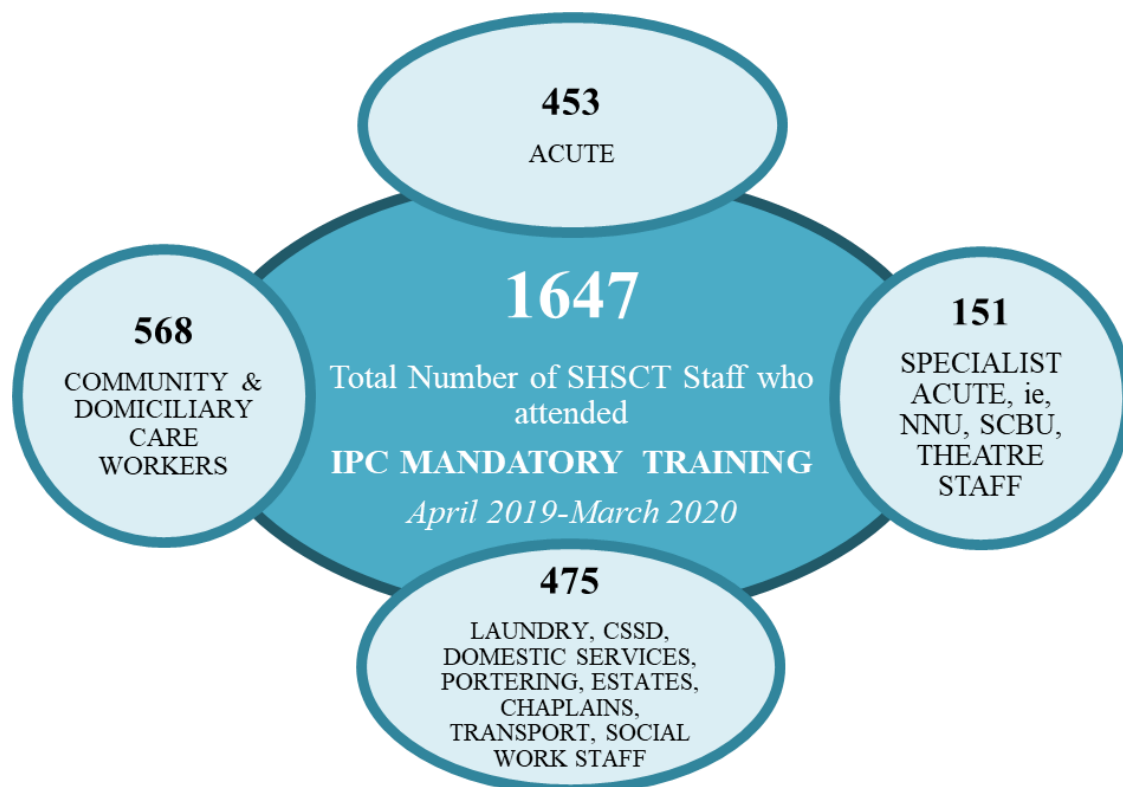 453
ACUTE
568
COMMUNITY &
DOMICILIARY
CARE
WORKERS
1647
Total Number of SHSCT Staff who
attended
IPC MANDATORY TRAINING
April 2019-March 2020
151
SPECIALIST
ACUTE, ie,
NNU, SCBU,
THEATRE
STAFF
475
LAUNDRY, CSSD,
DOMESTIC SERVICES,
PORTERING, ESTATES,
CHAPLAINS,
TRANSPORT, SOCIAL
WORK STAFF